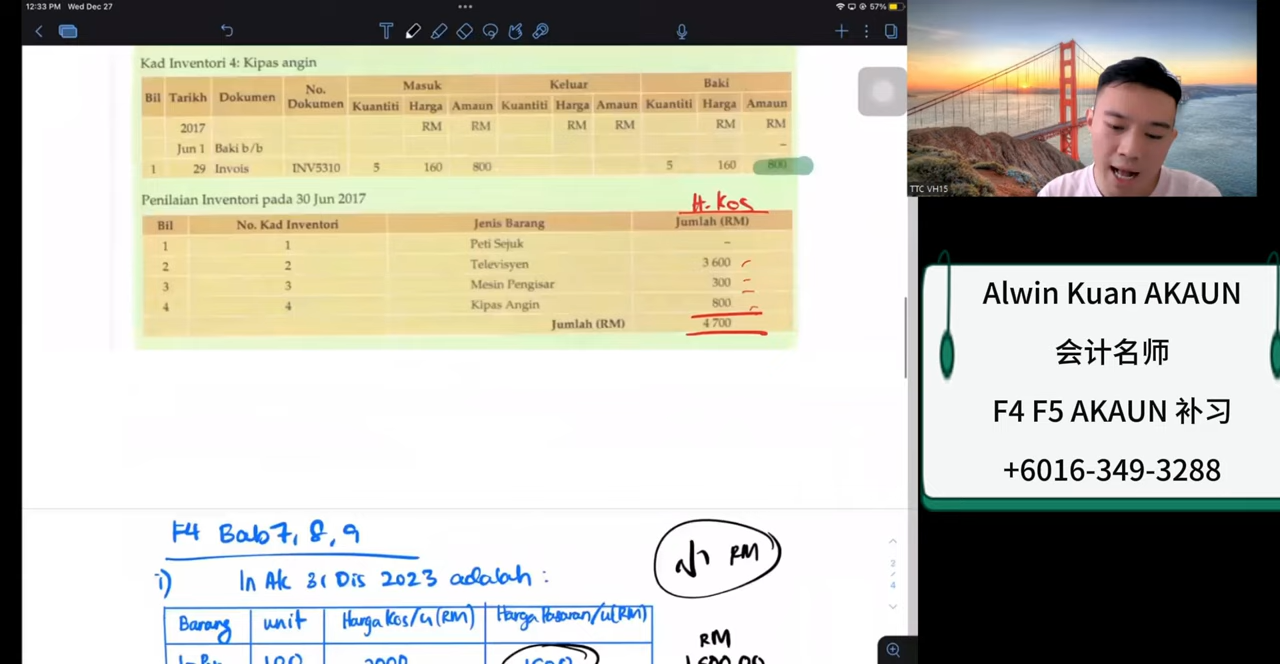 12:33 PM Wed Dec 27
57%
Kad Inventori 4: Kipas angin
Bil Tarikh Dokumen No. Dokumen Masuk Keluar Baki
Kuantiti Harga Amaun Kuantiti Harga Amaun Kuantiti Harga Amaun
2017 RM RM RM RM RM RM
Jun 1 Baki b/b –
1 29 Invois INV5310 5 160 800 5 160 800
Penilaian Inventori pada 30 Jun 2017
H.Kos
Bil No. Kad Inventori Jenis Barang Jumlah (RM)
1 1 Peti Sejuk –
2 2 Televisyen 3 600
3 3 Mesin Pengisar 300
4 4 Kipas Angin 800
Jumlah (RM) 4 700
F4 Bab 7, 8, 9
小 RM
i) In Ak 31 Dis 2023 adalah :
Barang unit Harga Kos/u (RM) Harga Pasaran/u (RM)
RM
2
/
4
TTC VH15
Alwin Kuan AKAUN
会计名师
F4 F5 AKAUN 补习
+6016-349-3288